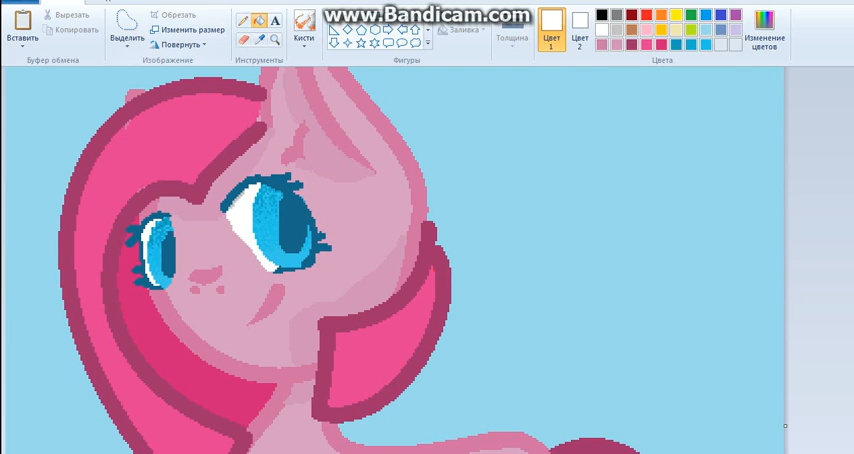 www.Bandicam.com
Вставить
Вырезать
Копировать
Буфер обмена
Выделить
Обрезать
Изменить размер
Повернуть
Изображение
A
Инструменты
Кисти
Фигуры
Заливка
Толщина
Цвет 1
Цвет 2
Цвета
Изменение цветов